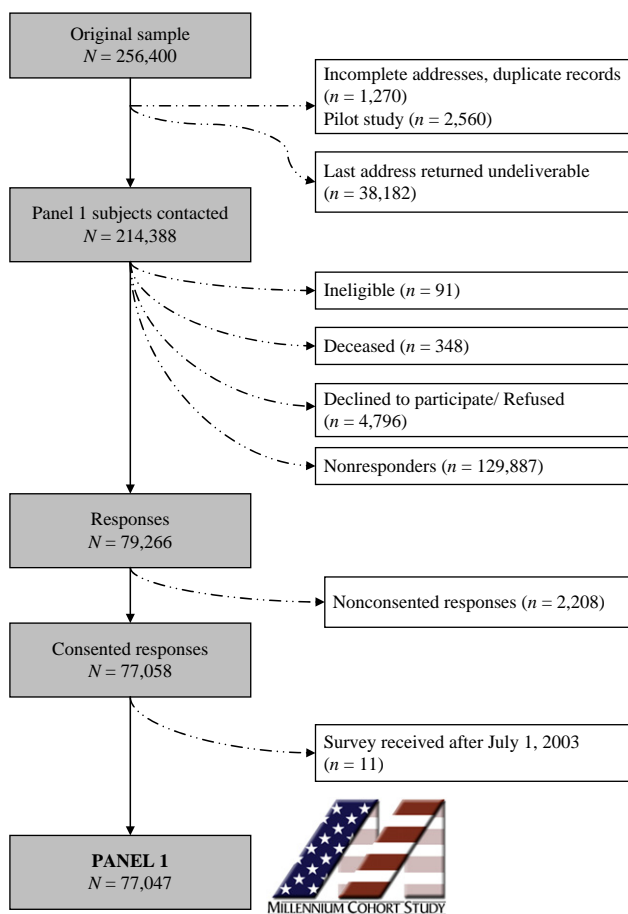 Original sample
N = 256,400
Incomplete addresses, duplicate records
(n = 1,270)
Pilot study (n = 2,560)
Last address returned undeliverable
(n = 38,182)
Panel 1 subjects contacted
N = 214,388
Ineligible (n = 91)
Deceased (n = 348)
Declined to participate/ Refused
(n = 4,796)
Nonresponders (n = 129,887)
Responses
N = 79,266
Nonconsented responses (n = 2,208)
Consented responses
N = 77,058
Survey received after July 1, 2003
(n = 11)
PANEL 1
N = 77,047
MILLENNIUM COHORT STUDY